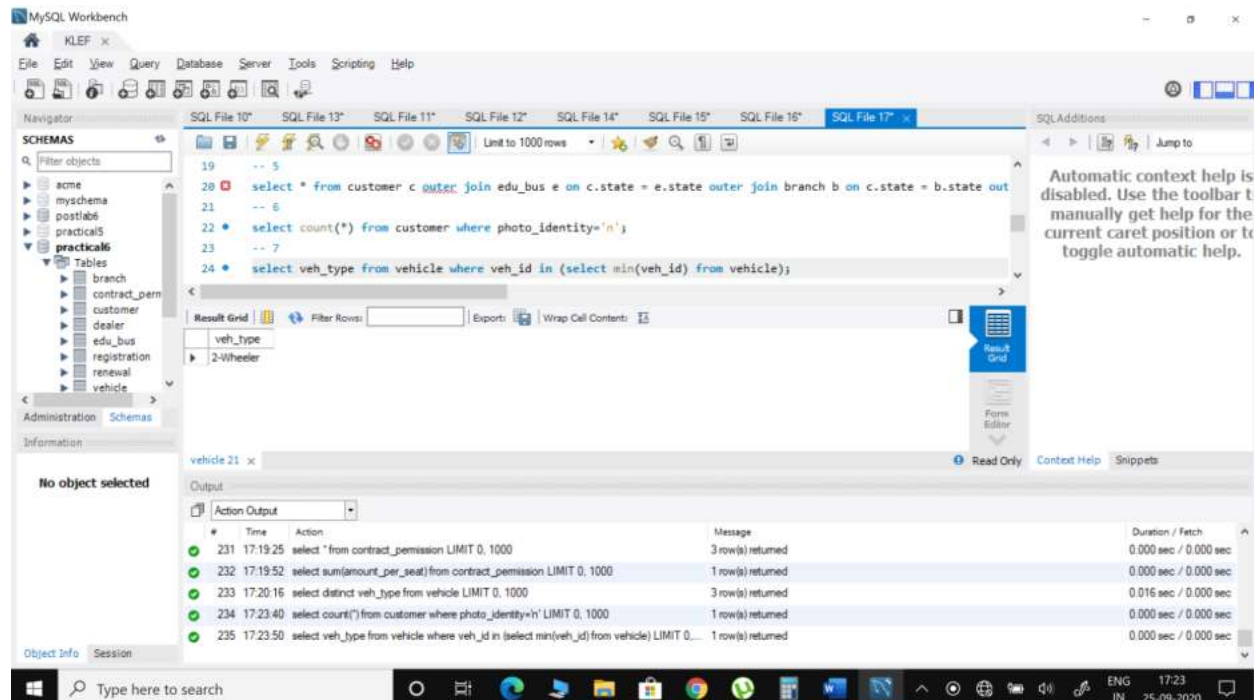 MySQL Workbench
KLEF ×
File Edit View Query Database Server Tools Scripting Help
Navigator
SCHEMAS
Filter objects
acme
myschema
postlab6
practical5
practical6
Tables
branch
contract_perm
customer
dealer
edu_bus
registration
renewal
vehicle
Administration Schemas
Information
No object selected
Object Info Session
SQL File 10* SQL File 13* SQL File 11* SQL File 12* SQL File 14* SQL File 15* SQL File 16* SQL File 17* ×
Limit to 1000 rows
19 -- 5
20 select * from customer c outer join edu_bus e on c.state = e.state outer join branch b on c.state = b.state out
21 -- 6
22 select count(*) from customer where photo_identity='n';
23 -- 7
24 select veh_type from vehicle where veh_id in (select min(veh_id) from vehicle);
Result Grid Filter Rows: Export: Wrap Cell Content:
veh_type
2-Wheeler
Result Grid
Form Editor
vehicle 21 × Read Only
Output
Action Output
# Time Action Message Duration / Fetch
231 17:19:25 select * from contract_permission LIMIT 0, 1000 3 row(s) returned 0.000 sec / 0.000 sec
232 17:19:52 select sum(amount_per_seat) from contract_permission LIMIT 0, 1000 1 row(s) returned 0.000 sec / 0.000 sec
233 17:20:16 select distinct veh_type from vehicle LIMIT 0, 1000 3 row(s) returned 0.016 sec / 0.000 sec
234 17:23:40 select count(*) from customer where photo_identity='n' LIMIT 0, 1000 1 row(s) returned 0.000 sec / 0.000 sec
235 17:23:50 select veh_type from vehicle where veh_id in (select min(veh_id) from vehicle) LIMIT 0,... 1 row(s) returned 0.000 sec / 0.000 sec
SQLAdditions
Jump to
Automatic context help is
disabled. Use the toolbar t
manually get help for the
current caret position or to
toggle automatic help.
Context Help Snippets
Type here to search
ENG
IN
17:23
25-09-2020